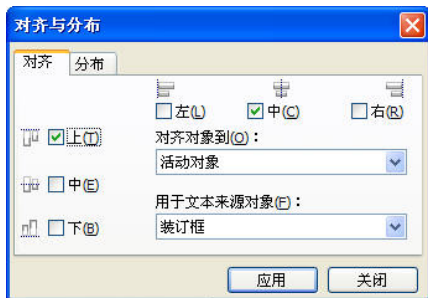 对齐与分布
对齐 分布
左(L) 中(C) 右(R)
上(T) 对齐对象到(O)：
活动对象
中(E)
用于文本来源对象(F)：
下(B) 装订框
应用 关闭